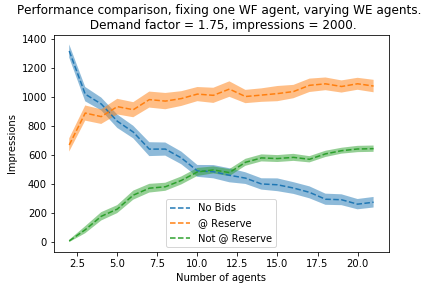 Performance comparison, fixing one WF agent, varying WE agents.
Demand factor = 1.75, impressions = 2000.
1400
1200
1000
800
600
400
200
0
Impressions
No Bids
@ Reserve
Not @ Reserve
2.5 5.0 7.5 10.0 12.5 15.0 17.5 20.0
Number of agents